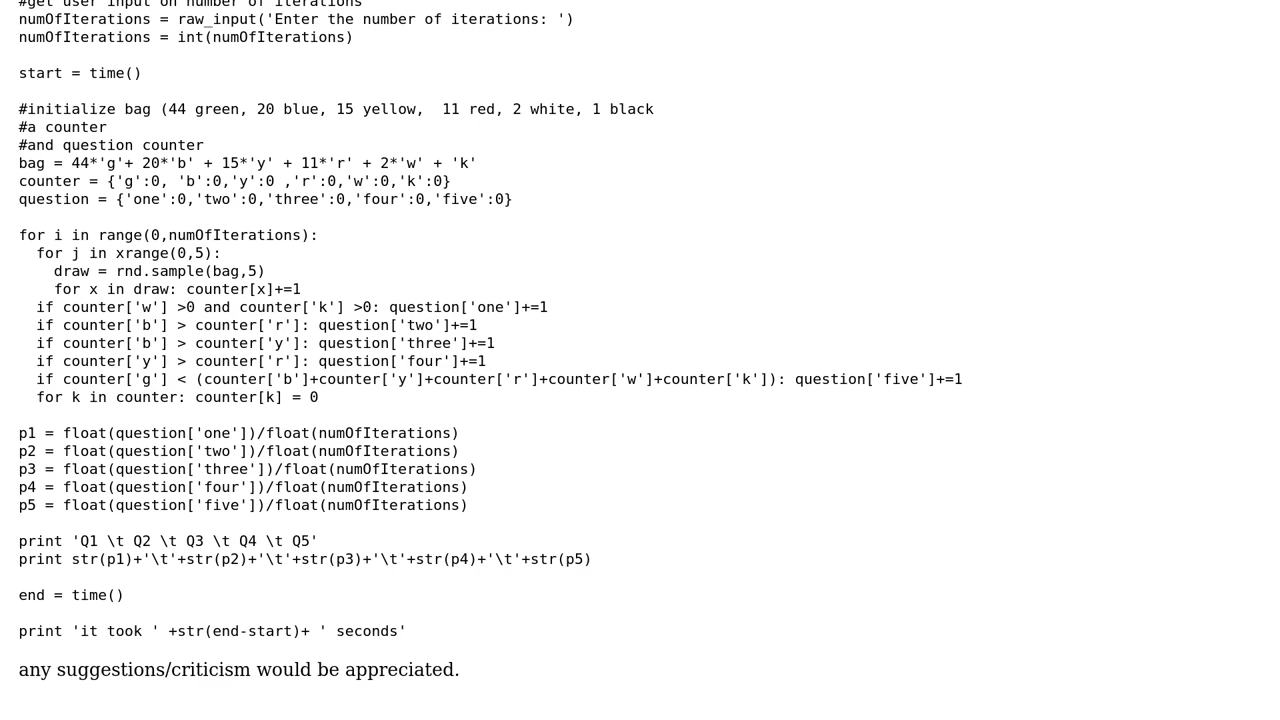 #get user input on number of iterations
numOfIterations = raw_input('Enter the number of iterations: ')
numOfIterations = int(numOfIterations)

start = time()

#initialize bag (44 green, 20 blue, 15 yellow,  11 red, 2 white, 1 black
#a counter
#and question counter
bag = 44*'g'+ 20*'b' + 15*'y' + 11*'r' + 2*'w' + 'k'
counter = {'g':0, 'b':0,'y':0 ,'r':0,'w':0,'k':0}
question = {'one':0,'two':0,'three':0,'four':0,'five':0}

for i in range(0,numOfIterations):
  for j in xrange(0,5):
    draw = rnd.sample(bag,5)
    for x in draw: counter[x]+=1
  if counter['w'] >0 and counter['k'] >0: question['one']+=1
  if counter['b'] > counter['r']: question['two']+=1
  if counter['b'] > counter['y']: question['three']+=1
  if counter['y'] > counter['r']: question['four']+=1
  if counter['g'] < (counter['b']+counter['y']+counter['r']+counter['w']+counter['k']): question['five']+=1
  for k in counter: counter[k] = 0

p1 = float(question['one'])/float(numOfIterations)
p2 = float(question['two'])/float(numOfIterations)
p3 = float(question['three'])/float(numOfIterations)
p4 = float(question['four'])/float(numOfIterations)
p5 = float(question['five'])/float(numOfIterations)

print 'Q1 \t Q2 \t Q3 \t Q4 \t Q5'
print str(p1)+'\t'+str(p2)+'\t'+str(p3)+'\t'+str(p4)+'\t'+str(p5)

end = time()

print 'it took ' +str(end-start)+ ' seconds'

any suggestions/criticism would be appreciated.